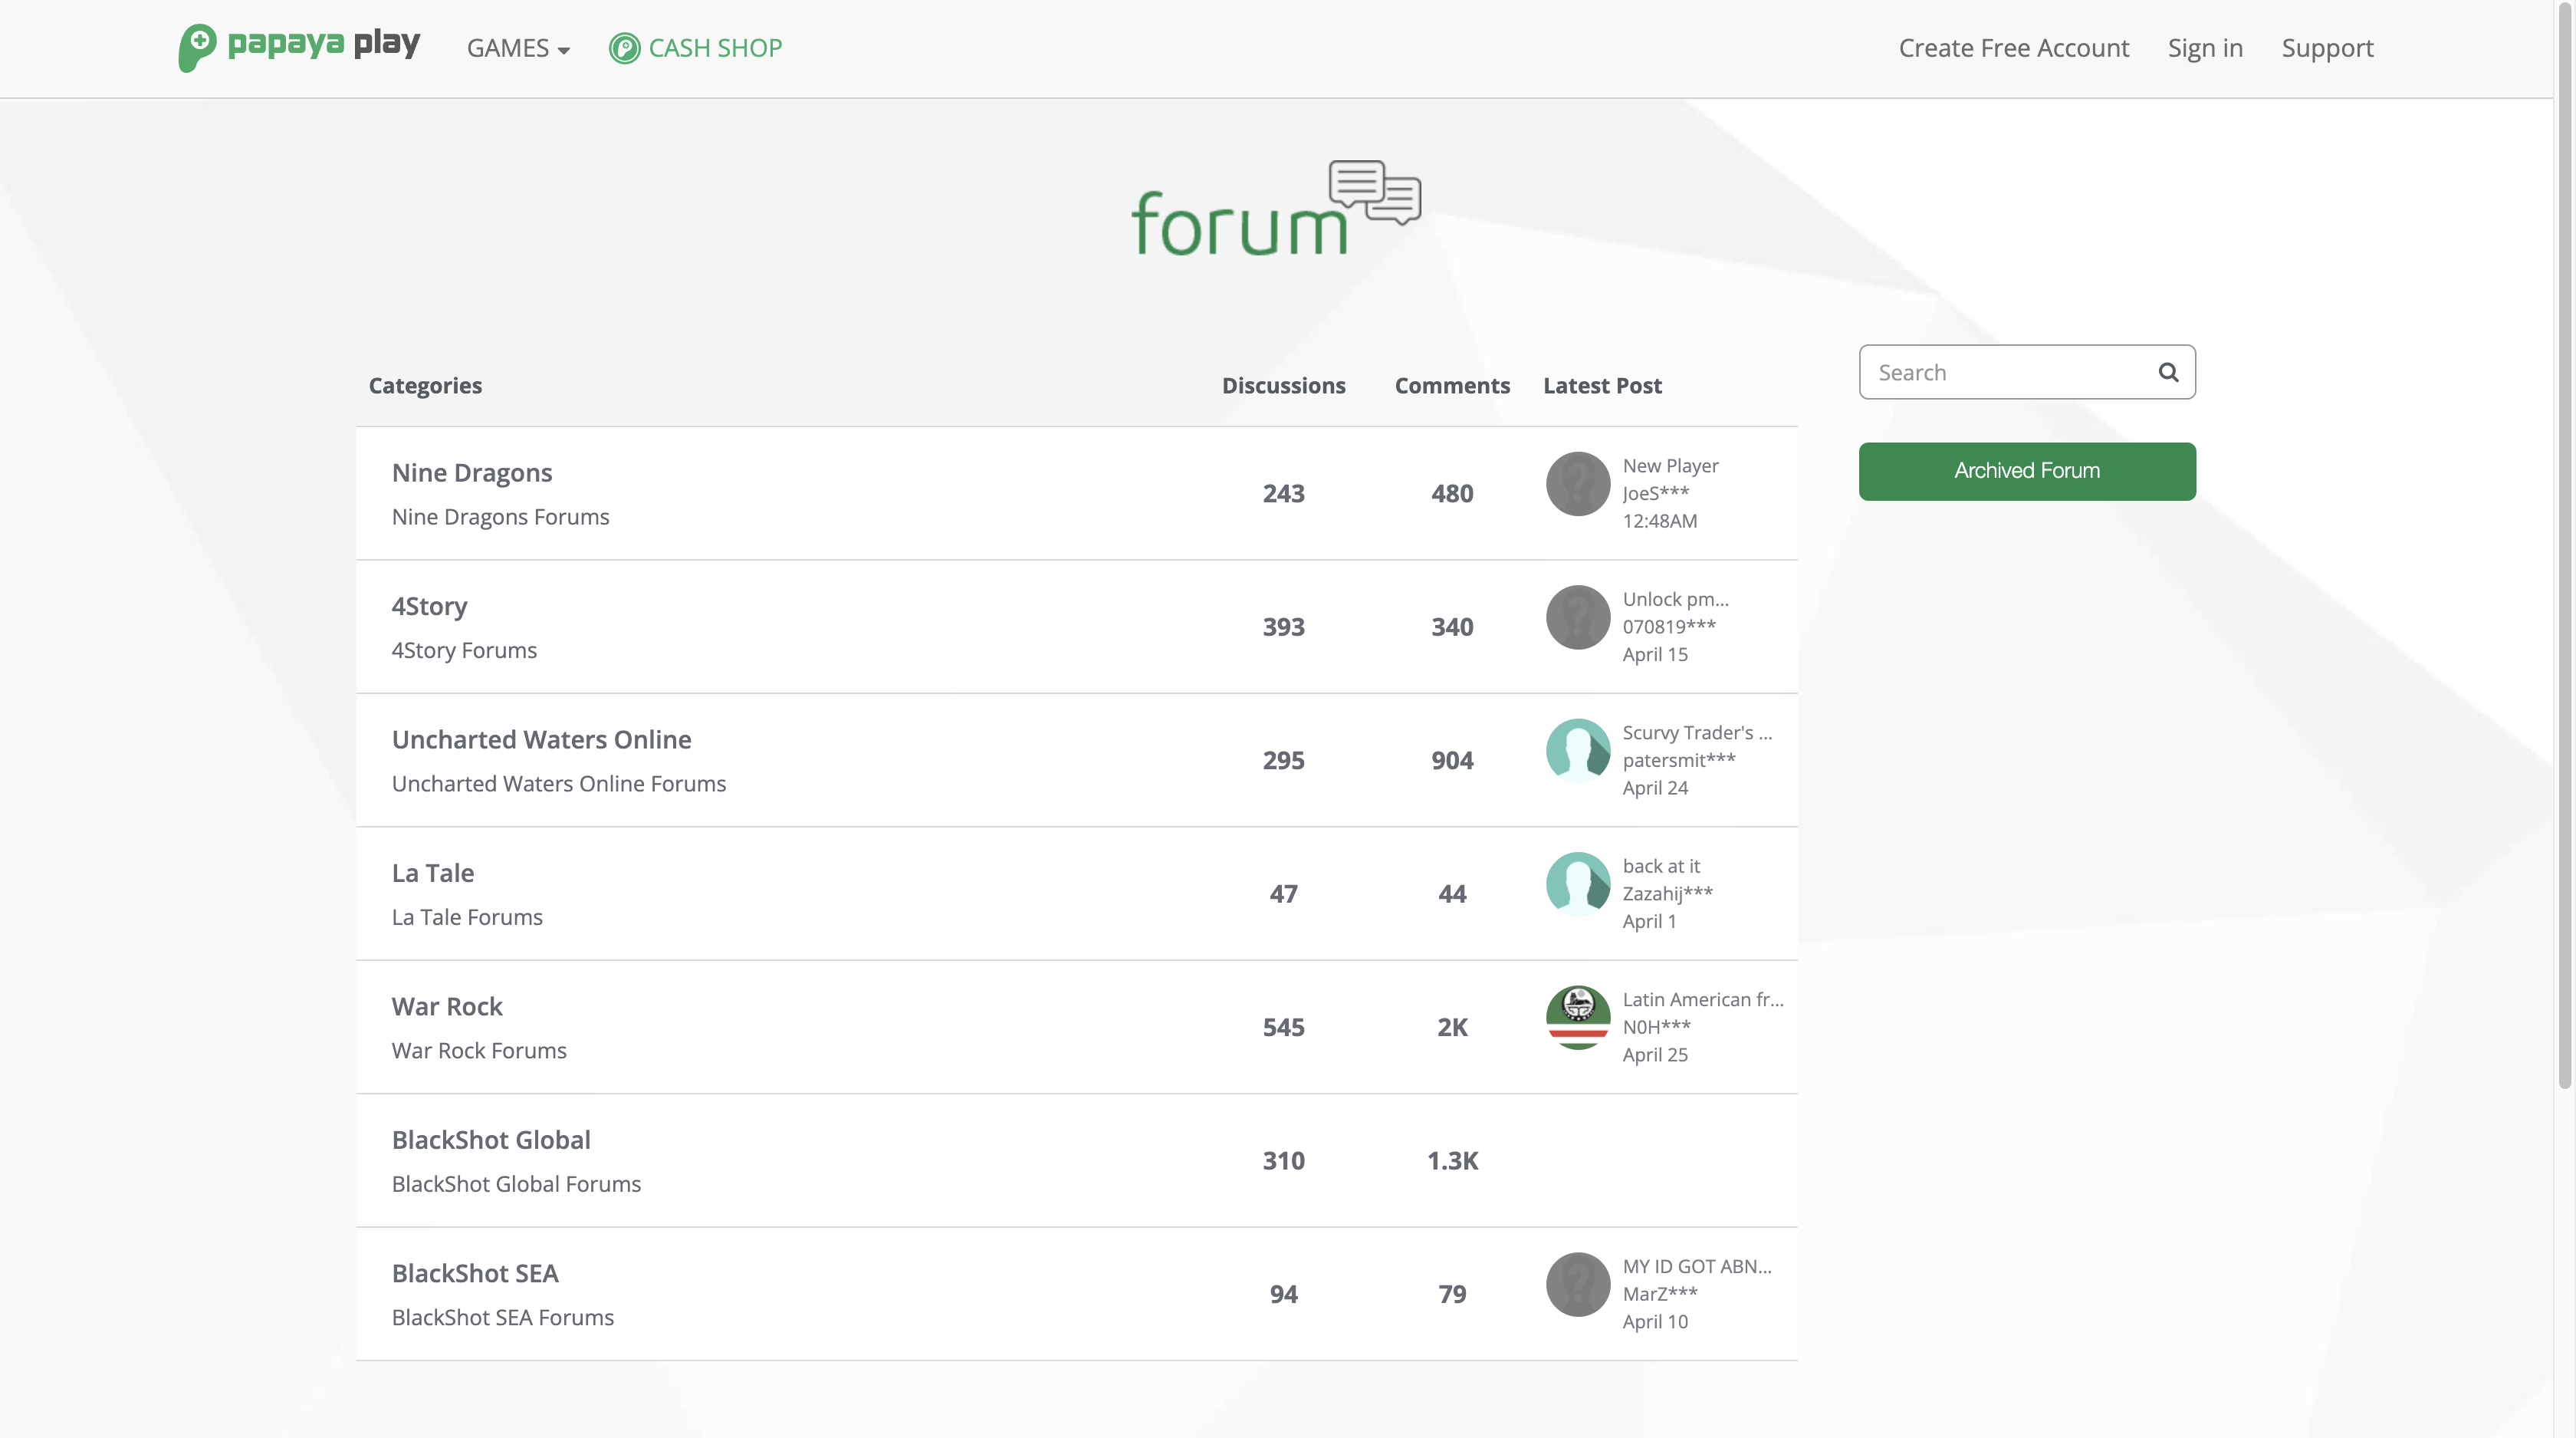 papaya play
GAMES
CASH SHOP
Create Free Account
Sign in
Support
forum
Categories
Discussions
Comments
Latest Post
Search
Archived Forum
Nine Dragons
Nine Dragons Forums
243
480
New Player
JoeS***
12:48AM
4Story
4Story Forums
393
340
Unlock pm...
070819***
April 15
Uncharted Waters Online
Uncharted Waters Online Forums
295
904
Scurvy Trader's ...
patersmit***
April 24
La Tale
La Tale Forums
47
44
back at it
Zazahij***
April 1
War Rock
War Rock Forums
545
2K
Latin American fr...
N0H***
April 25
BlackShot Global
BlackShot Global Forums
310
1.3K
BlackShot SEA
BlackShot SEA Forums
94
79
MY ID GOT ABN...
MarZ***
April 10